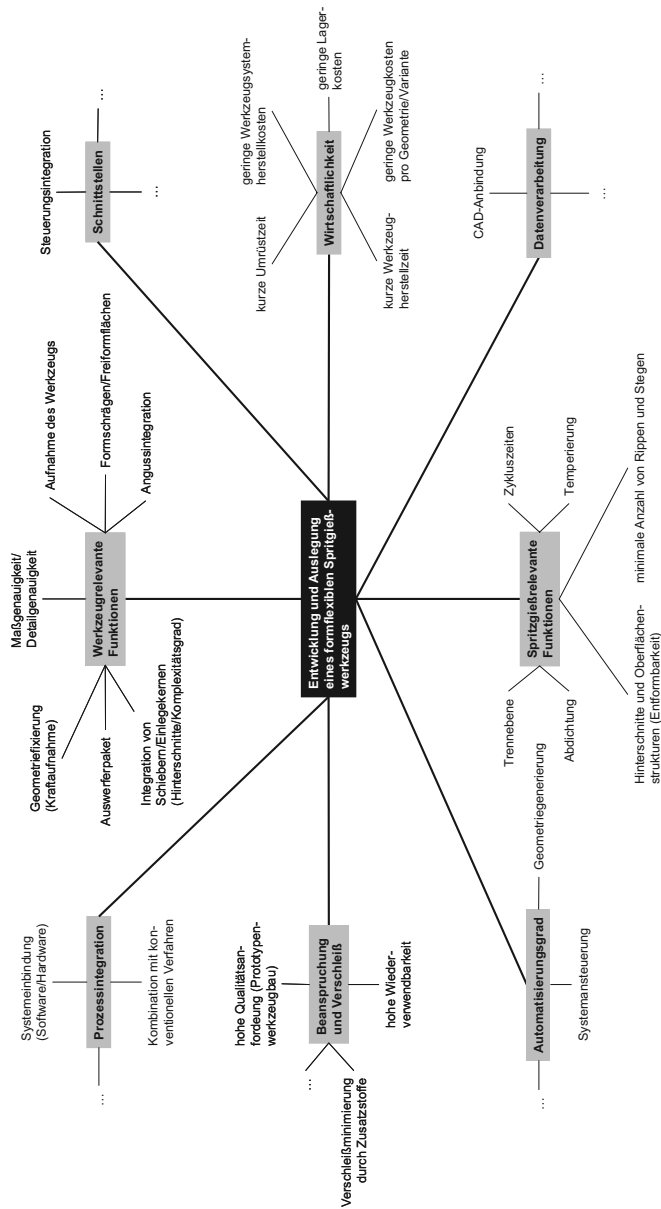 Systemeinbindung
(Software/Hardware)
Prozessintegration
...
Kombination mit kon-
ventionellen Verfahren
Maßgenauigkeit/
Detailgenauigkeit
Geometriefixierung
(Kraftaufnahme)
Aufnahme des Werkzeugs
Werkzeugrelevante
Funktionen
Auswerferpaket
Formschrägen/Freiformflächen
Integration von
Schiebern/Einlegekernen
(Hinterschnitte/Komplexitätsgrad)
Angussintegration
Steuerungsintegration
Schnittstellen
...
...
hohe Qualitätsan-
fordeung (Prototypen-
werkzeugbau)
...
Beanspruchung
und Verschleiß
Verschleißminimierung
durch Zusatzstoffe
hohe Wieder-
verwendbarkeit
Entwicklung und Auslegung
eines formflexiblen Spritgieß-
werkzeugs
kurze Umrüstzeit
geringe Werkzeugsystem-
herstellkosten
Wirtschaftlichkeit
geringe Lager-
kosten
kurze Werkzeug-
herstellzeit
geringe Werkzeugkosten
pro Geometrie/Variante
...
Automatisierungsgrad
Geometriegenerierung
Systemansteuerung
Trennebene
Zykluszeiten
Spritzgießrelevante
Funktionen
Abdichtung
Temperierung
Hinterschnitte und Oberflächen-
strukturen (Entformbarkeit)
minimale Anzahl von Rippen und Stegen
CAD-Anbindung
Datenverarbeitung
...
...